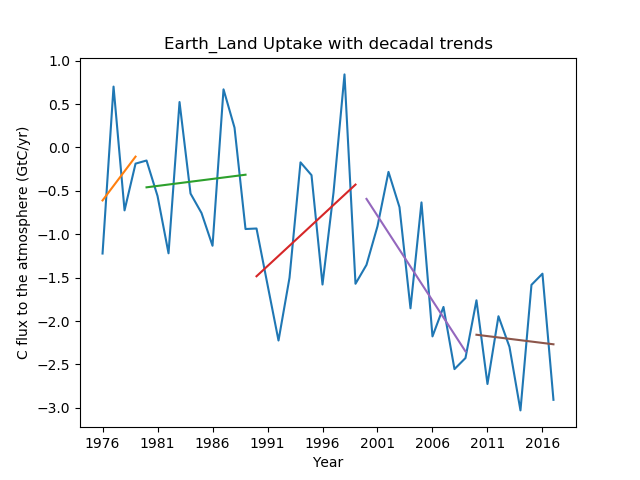 Earth_Land Uptake with decadal trends
1.0
0.5
0.0
−0.5
−1.0
−1.5
−2.0
−2.5
−3.0
C flux to the atmosphere (GtC/yr)
1976 1981 1986 1991 1996 2001 2006 2011 2016
Year